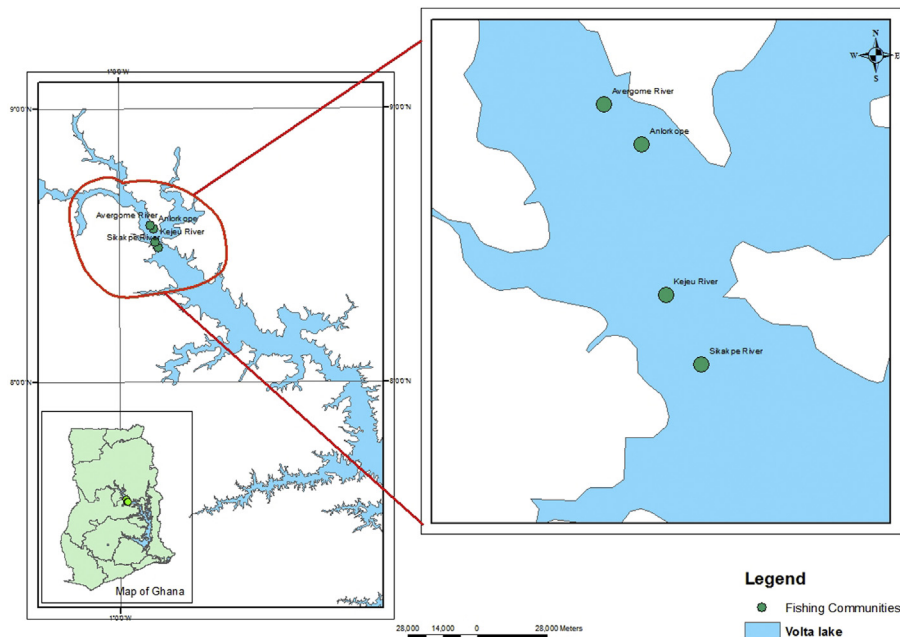 1°0'0"W
9°0'0"N
9°0'0"N
Avergome River
Anlorkope
Kejeu River
Sikakpe River
8°0'0"N
8°0'0"N
Map of Ghana
1°0'0"W
N
W
E
S
Avergome River
Anlorkope
Kejeu River
Sikakpe River
Legend
Fishing Communities
Volta lake
28,000 14,000 0 28,000 Meters